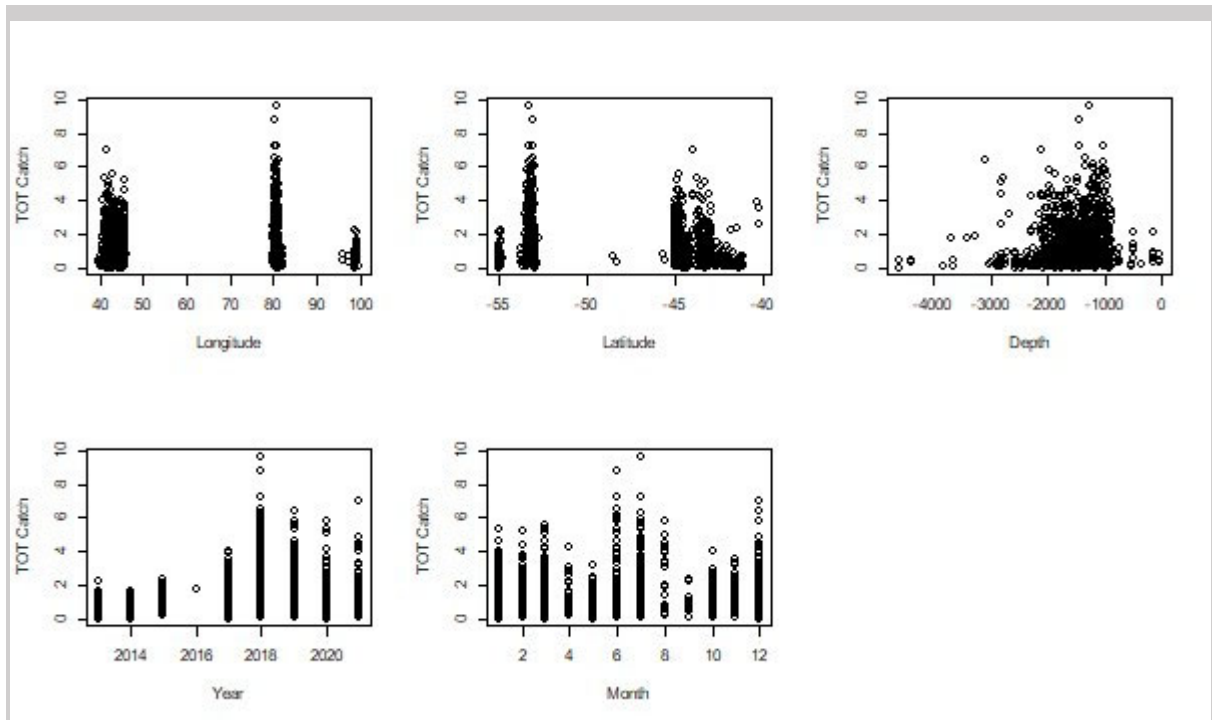 TOT Catch
0 2 4 6 8 10
40 50 60 70 80 90 100
Longitude
TOT Catch
0 2 4 6 8 10
-55 -50 -45 -40
Latitude
TOT Catch
0 2 4 6 8 10
-4000 -3000 -2000 -1000 0
Depth
TOT Catch
0 2 4 6 8 10
2014 2016 2018 2020
Year
TOT Catch
0 2 4 6 8 10
2 4 6 8 10 12
Month